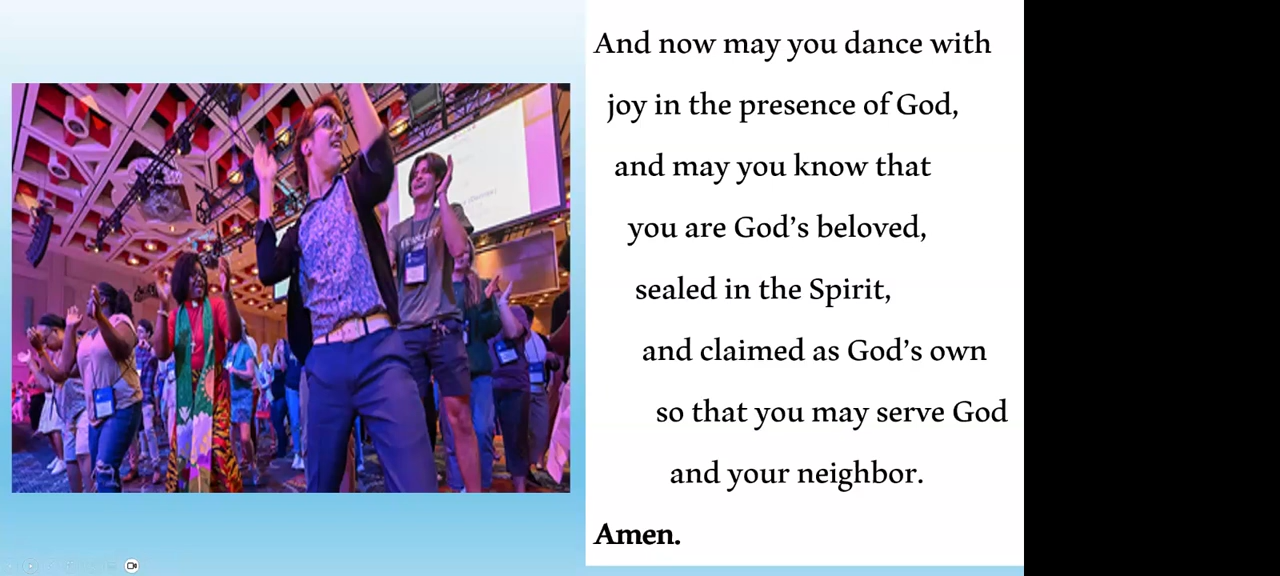 And now may you dance with
joy in the presence of God,
and may you know that
you are God’s beloved,
sealed in the Spirit,
and claimed as God’s own
so that you may serve God
and your neighbor.
Amen.